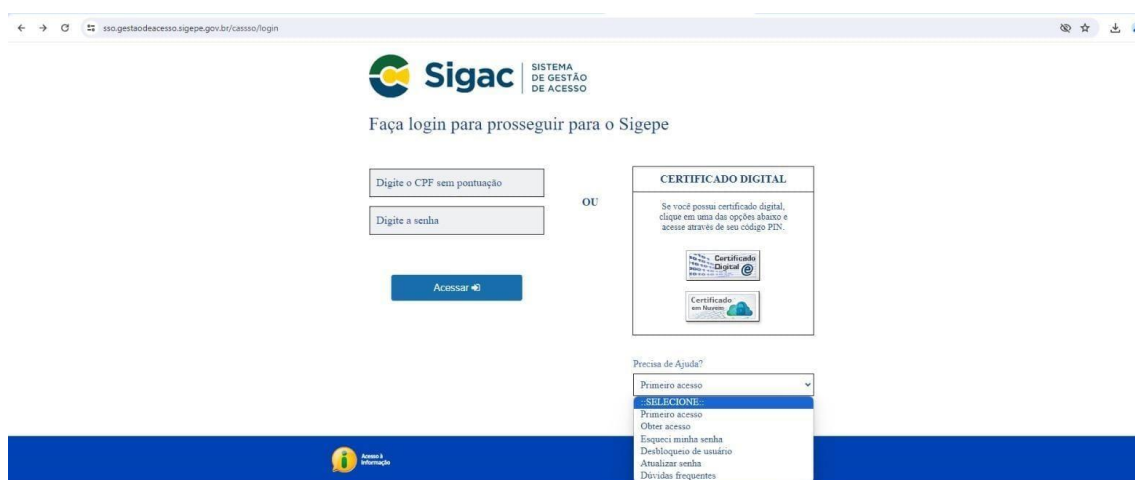 sso.gestaodeacesso.sigepe.gov.br/cassso/login
Sigac
SISTEMA
DE GESTÃO
DE ACESSO
Faça login para prosseguir para o Sigepe
Digite o CPF sem pontuação
Digite a senha
Acessar
OU
CERTIFICADO DIGITAL
Se você possui certificado digital,
clique em uma das opções abaixo e
acesse através de seu código PIN.
Certificado
Digital
Certificado
em Nuvem
Precisa de Ajuda?
Primeiro acesso
::SELECIONE::
Primeiro acesso
Obter acesso
Esqueci minha senha
Desbloqueio de usuário
Atualizar senha
Dúvidas frequentes
Acesso à
Informação